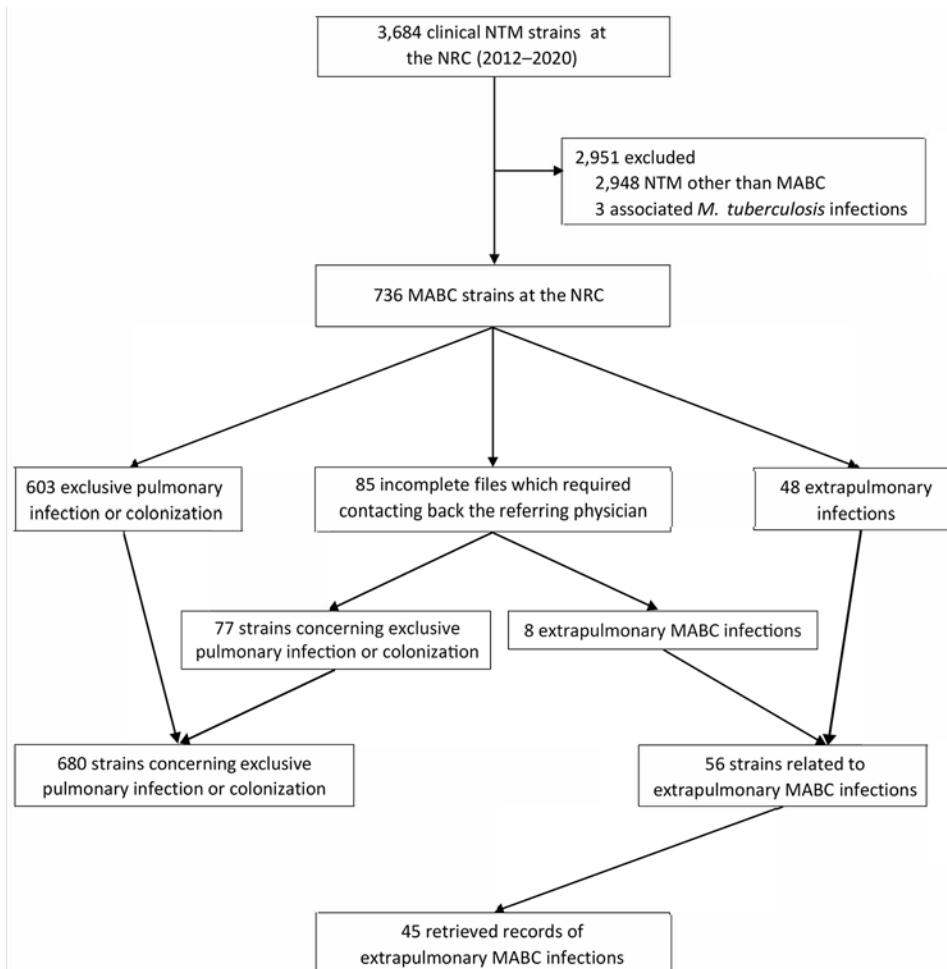 3,684 clinical NTM strains at
the NRC (2012–2020)
2,951 excluded
2,948 NTM other than MABC
3 associated M. tuberculosis infections
736 MABC strains at the NRC
603 exclusive pulmonary
infection or colonization
85 incomplete files which required
contacting back the referring physician
48 extrapulmonary
infections
77 strains concerning exclusive
pulmonary infection or colonization
8 extrapulmonary MABC infections
680 strains concerning exclusive
pulmonary infection or colonization
56 strains related to
extrapulmonary MABC infections
45 retrieved records of
extrapulmonary MABC infections